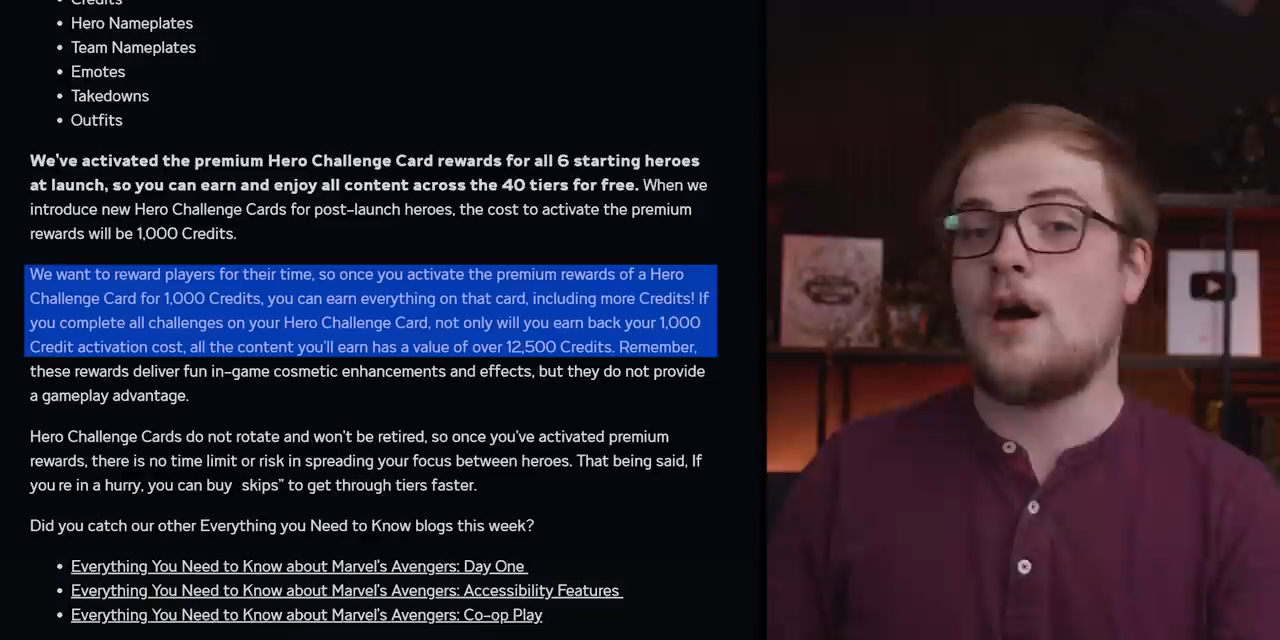 Credits
• Hero Nameplates
• Team Nameplates
• Emotes
• Takedowns
• Outfits
We've activated the premium Hero Challenge Card rewards for all 6 starting heroes
at launch, so you can earn and enjoy all content across the 40 tiers for free. When we
introduce new Hero Challenge Cards for post-launch heroes, the cost to activate the premium
rewards will be 1,000 Credits.
We want to reward players for their time, so once you activate the premium rewards of a Hero
Challenge Card for 1,000 Credits, you can earn everything on that card, including more Credits! If
you complete all challenges on your Hero Challenge Card, not only will you earn back your 1,000
Credit activation cost, all the content you'll earn has a value of over 12,500 Credits. Remember,
these rewards deliver fun in-game cosmetic enhancements and effects, but they do not provide
a gameplay advantage.
Hero Challenge Cards do not rotate and won't be retired, so once you've activated premium
rewards, there is no time limit or risk in spreading your focus between heroes. That being said, If
you re in a hurry, you can buy skips” to get through tiers faster.
Did you catch our other Everything you Need to Know blogs this week?
• Everything You Need to Know about Marvel's Avengers: Day One
• Everything You Need to Know about Marvel's Avengers: Accessibility Features
• Everything You Need to Know about Marvel's Avengers: Co-op Play